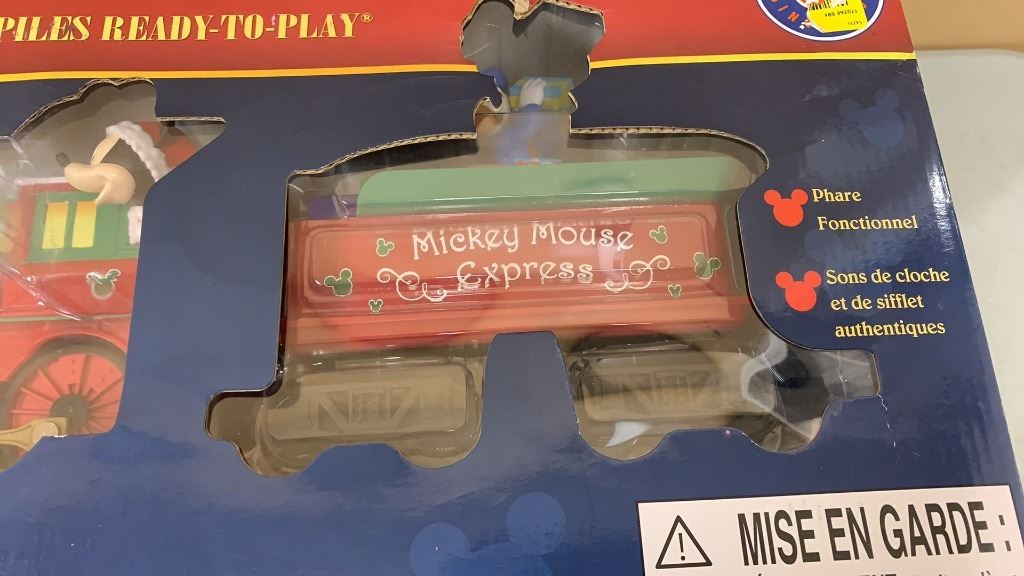 PILES READY-TO-PLAY®
Mickey Mouse
Express
Phare
Fonctionnel
Sons de cloche
et de sifflet
authentiques
MISE EN GARDE :